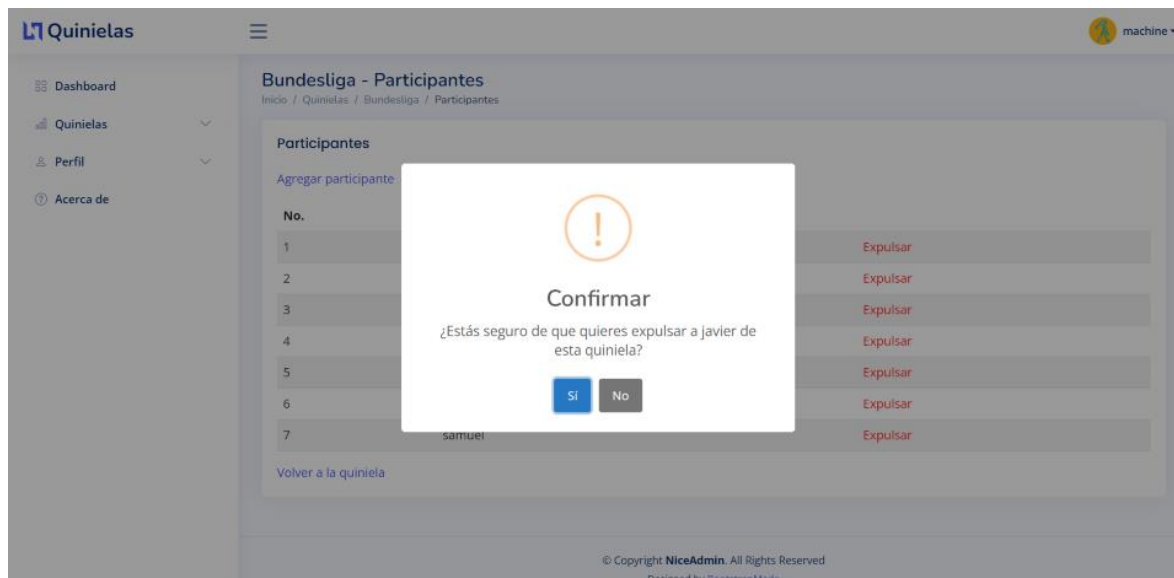 Quinielas
machine
Dashboard
Quinielas
Perfil
Acerca de
Bundesliga - Participantes
Inicio / Quinielas / Bundesliga / Participantes
Participantes
Agregar participante
No.
1 Expulsar
2 Expulsar
3 Expulsar
4 Expulsar
5 Expulsar
6 Expulsar
7 samuel Expulsar
Volver a la quiniela
!
Confirmar
¿Estás seguro de que quieres expulsar a javier de
esta quiniela?
Sí No
© Copyright NiceAdmin. All Rights Reserved